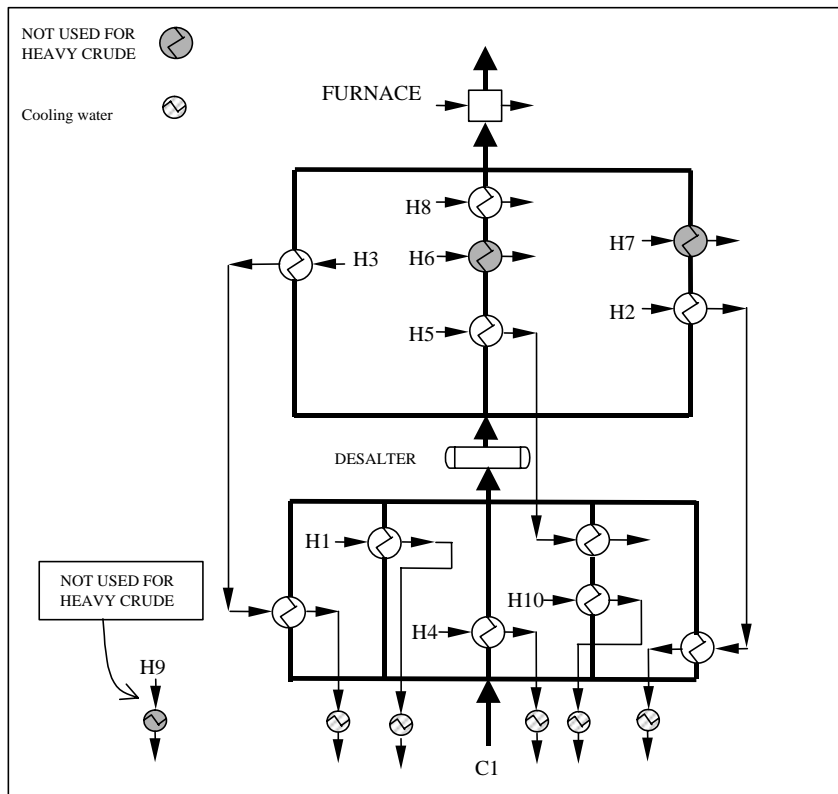 NOT USED FOR
HEAVY CRUDE
Cooling water
FURNACE
H8
H7
H3
H6
H2
H5
DESALTER
H1
NOT USED FOR
HEAVY CRUDE
H10
H4
H9
C1